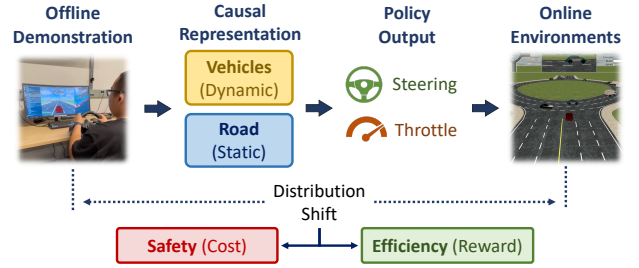 Offline
Demonstration
Causal
Representation
Policy
Output
Online
Environments
Vehicles
(Dynamic)
Road
(Static)
Steering
Throttle
Distribution
Shift
Safety (Cost)
Efficiency (Reward)